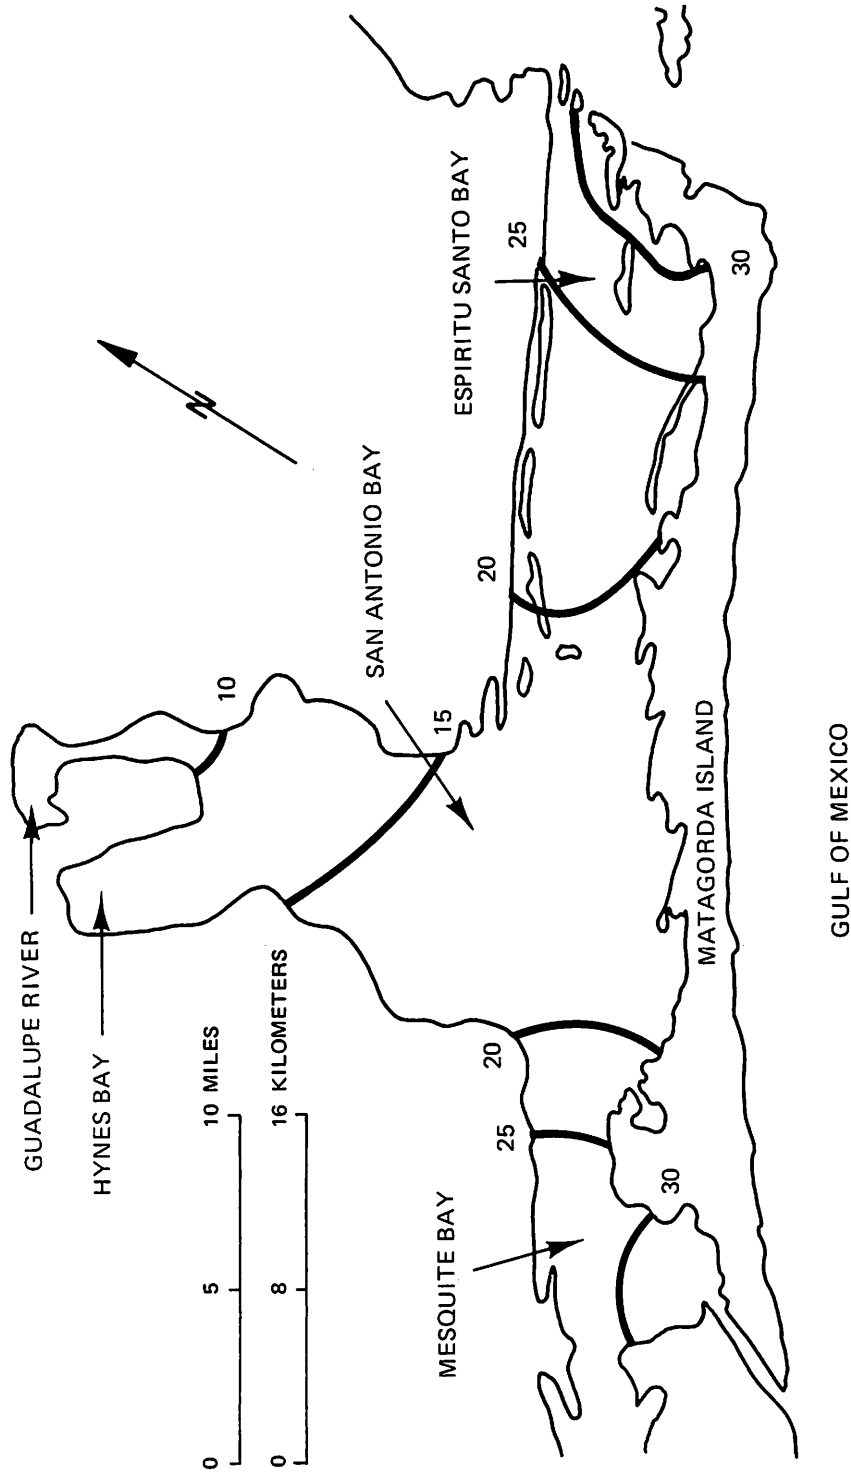 GUADALUPE RIVER
HYNES BAY
10
N
0 5 10 MILES
0 8 16 KILOMETERS
SAN ANTONIO BAY
15
ESPIRITU SANTO BAY
20
25
20
25
MESQUITE BAY
30
30
MATAGORDA ISLAND
GULF OF MEXICO